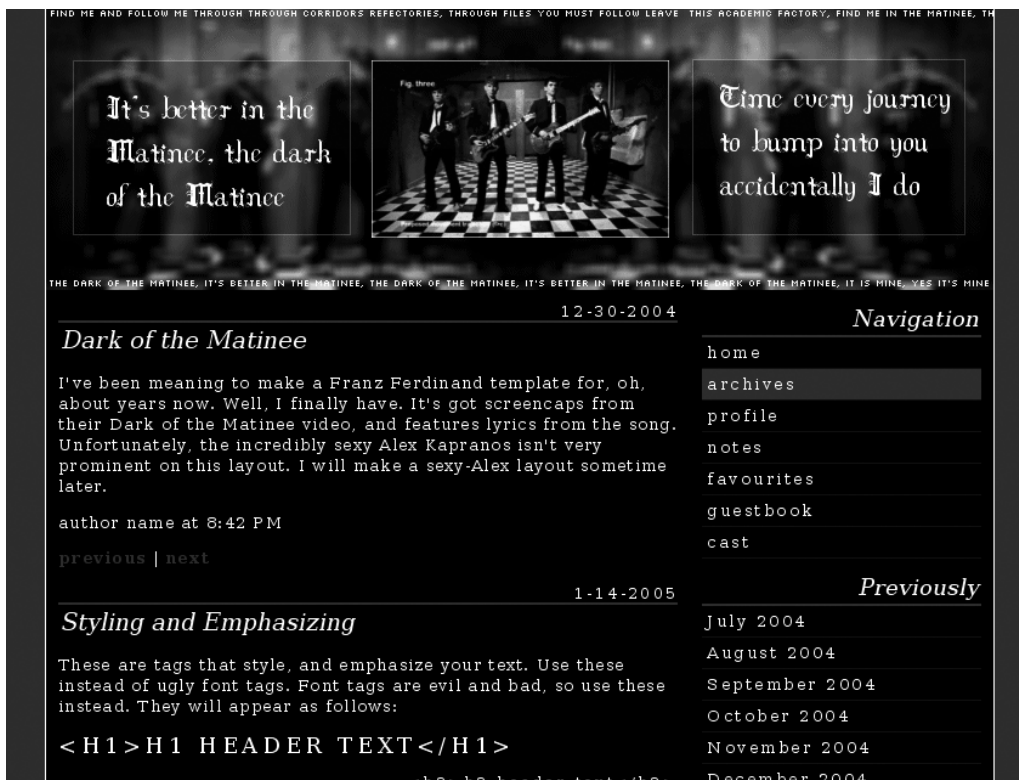 FIND ME AND FOLLOW ME THROUGH THROUGH CORRIDORS REFECTORIES, THROUGH FILES YOU MUST FOLLOW LEAVE THIS ACADEMIC FACTORY, FIND ME IN THE MATINEE, TH
It's better in the
Matinee, the dark
of the Matinee
Fig. three
Time every journey
to bump into you
accidentally I do
THE DARK OF THE MATINEE, IT'S BETTER IN THE MATINEE, THE DARK OF THE MATINEE, IT'S BETTER IN THE MATINEE, THE DARK OF THE MATINEE, IT IS MINE, YES IT'S MINE
12-30-2004
Dark of the Matinee
I've been meaning to make a Franz Ferdinand template for, oh,
about years now. Well, I finally have. It's got screencaps from
their Dark of the Matinee video, and features lyrics from the song.
Unfortunately, the incredibly sexy Alex Kapranos isn't very
prominent on this layout. I will make a sexy-Alex layout sometime
later.
author name at 8:42 PM
previous | next
1-14-2005
Styling and Emphasizing
These are tags that style, and emphasize your text. Use these
instead of ugly font tags. Font tags are evil and bad, so use these
instead. They will appear as follows:
<H1>H1 HEADER TEXT</H1>
<h2>h2 header text</h2>
Navigation
home
archives
profile
notes
favourites
guestbook
cast
Previously
July 2004
August 2004
September 2004
October 2004
November 2004
December 2004